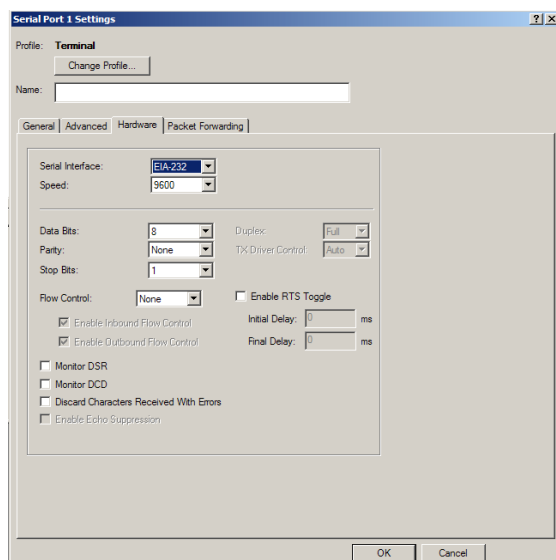 Serial Port 1 Settings
Profile: Terminal
Change Profile...
Name:
General Advanced Hardware Packet Forwarding
Serial Interface: EIA-232
Speed: 9600
Data Bits: 8 Duplex: Full
Parity: None TX Driver Control: Auto
Stop Bits: 1
Flow Control: None Enable RTS Toggle
Enable Inbound Flow Control Initial Delay: 0 ms
Enable Outbound Flow Control Final Delay: 0 ms
Monitor DSR
Monitor DCD
Discard Characters Received With Errors
Enable Echo Suppression
OK Cancel